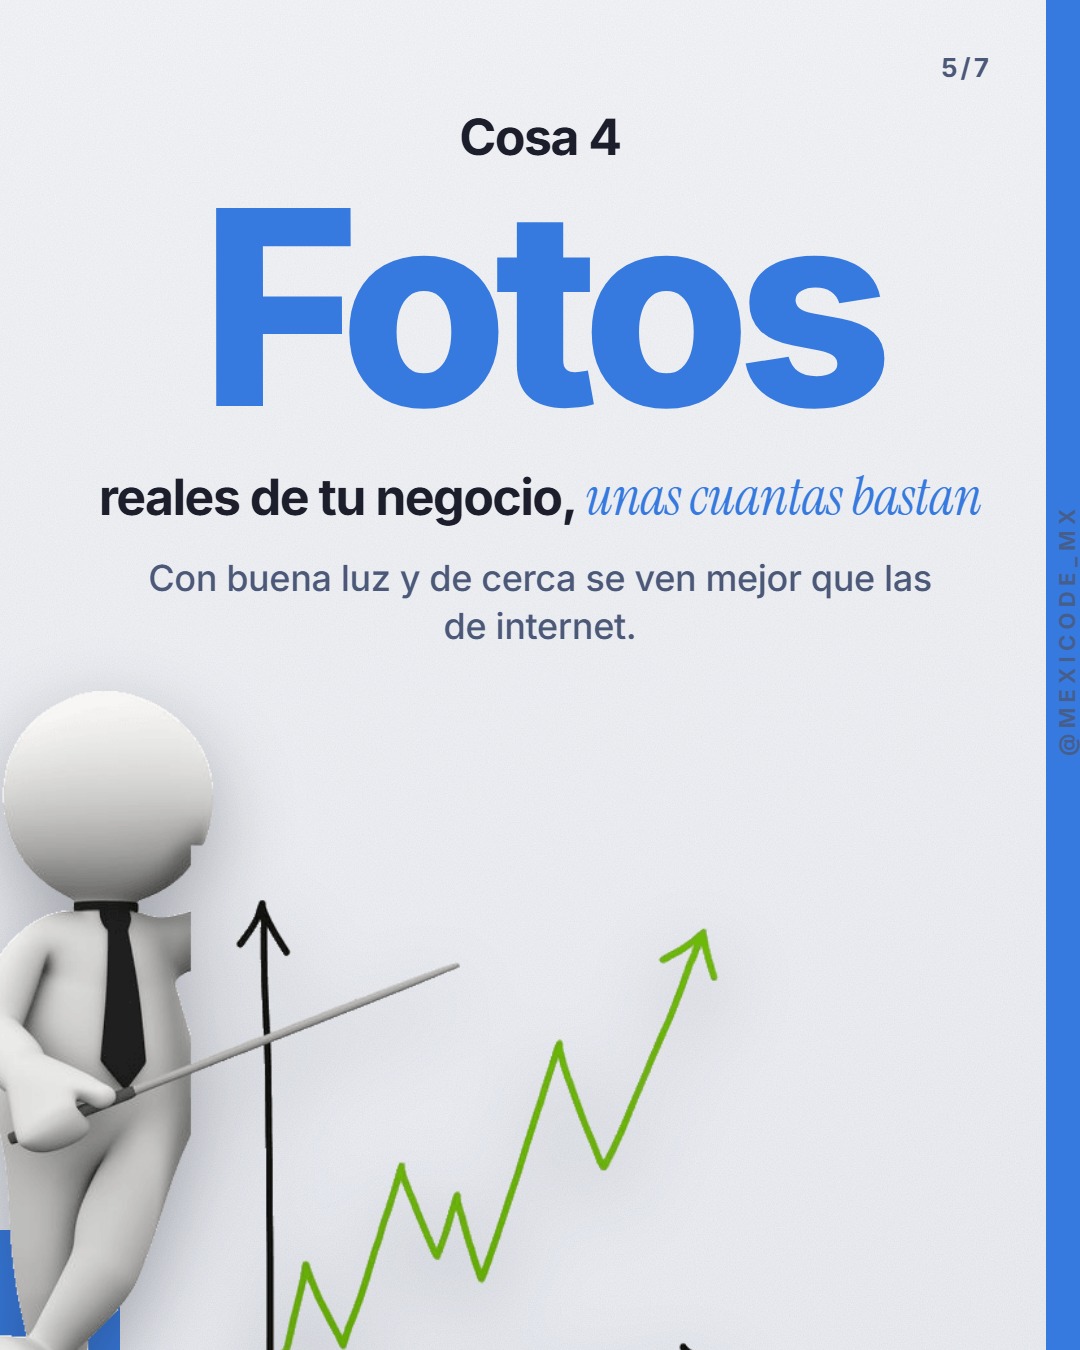 5/7
Cosa 4
Fotos
reales de tu negocio, unas cuantas bastan
Con buena luz y de cerca se ven mejor que las
de internet.
@MEXICODE_MX